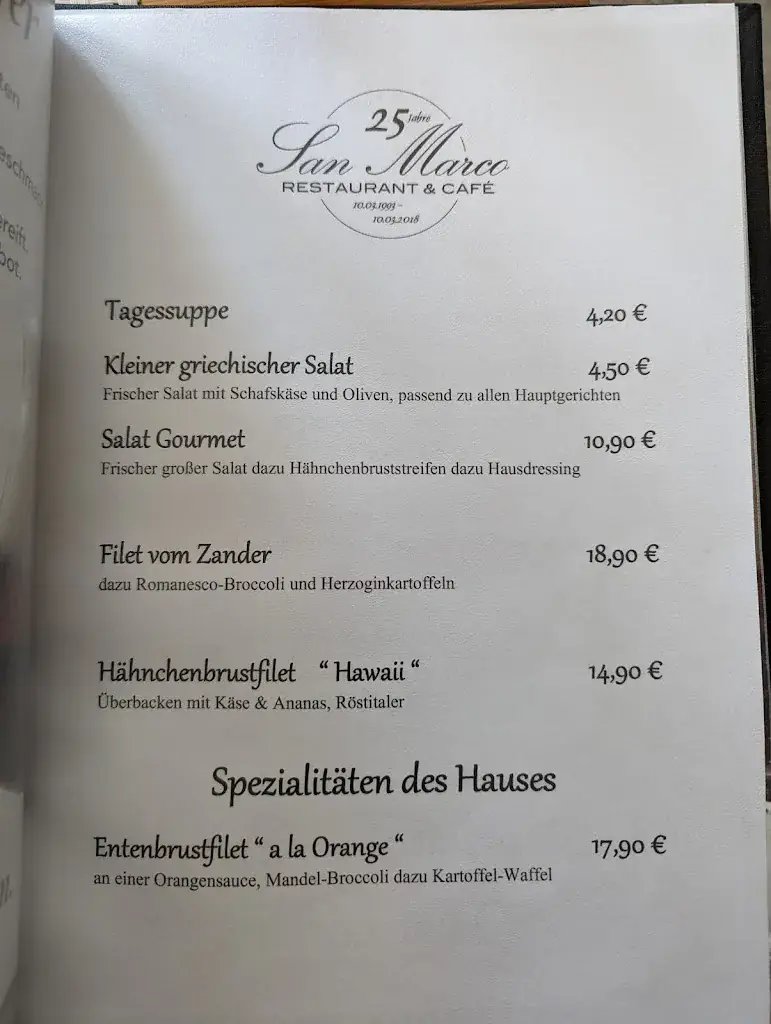 25 Jahre
San Marco
RESTAURANT & CAFÉ
10.03.1993 –
10.03.2018
Tagessuppe 4,20 €
Kleiner griechischer Salat 4,50 €
Frischer Salat mit Schafskäse und Oliven, passend zu allen Hauptgerichten
Salat Gourmet 10,90 €
Frischer großer Salat dazu Hähnchenbruststreifen dazu Hausdressing
Filet vom Zander 18,90 €
dazu Romanesco-Broccoli und Herzoginkartoffeln
Hähnchenbrustfilet “ Hawaii “ 14,90 €
Überbacken mit Käse & Ananas, Röstitaler
Spezialitäten des Hauses
Entenbrustfilet “ a la Orange “ 17,90 €
an einer Orangensauce, Mandel-Broccoli dazu Kartoffel-Waffel